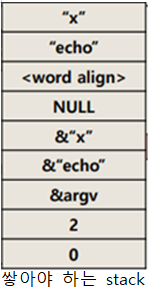 “x”
“echo”
<word align>
NULL
&“x”
&“echo”
&argv
2
0
쌓아야 하는 stack